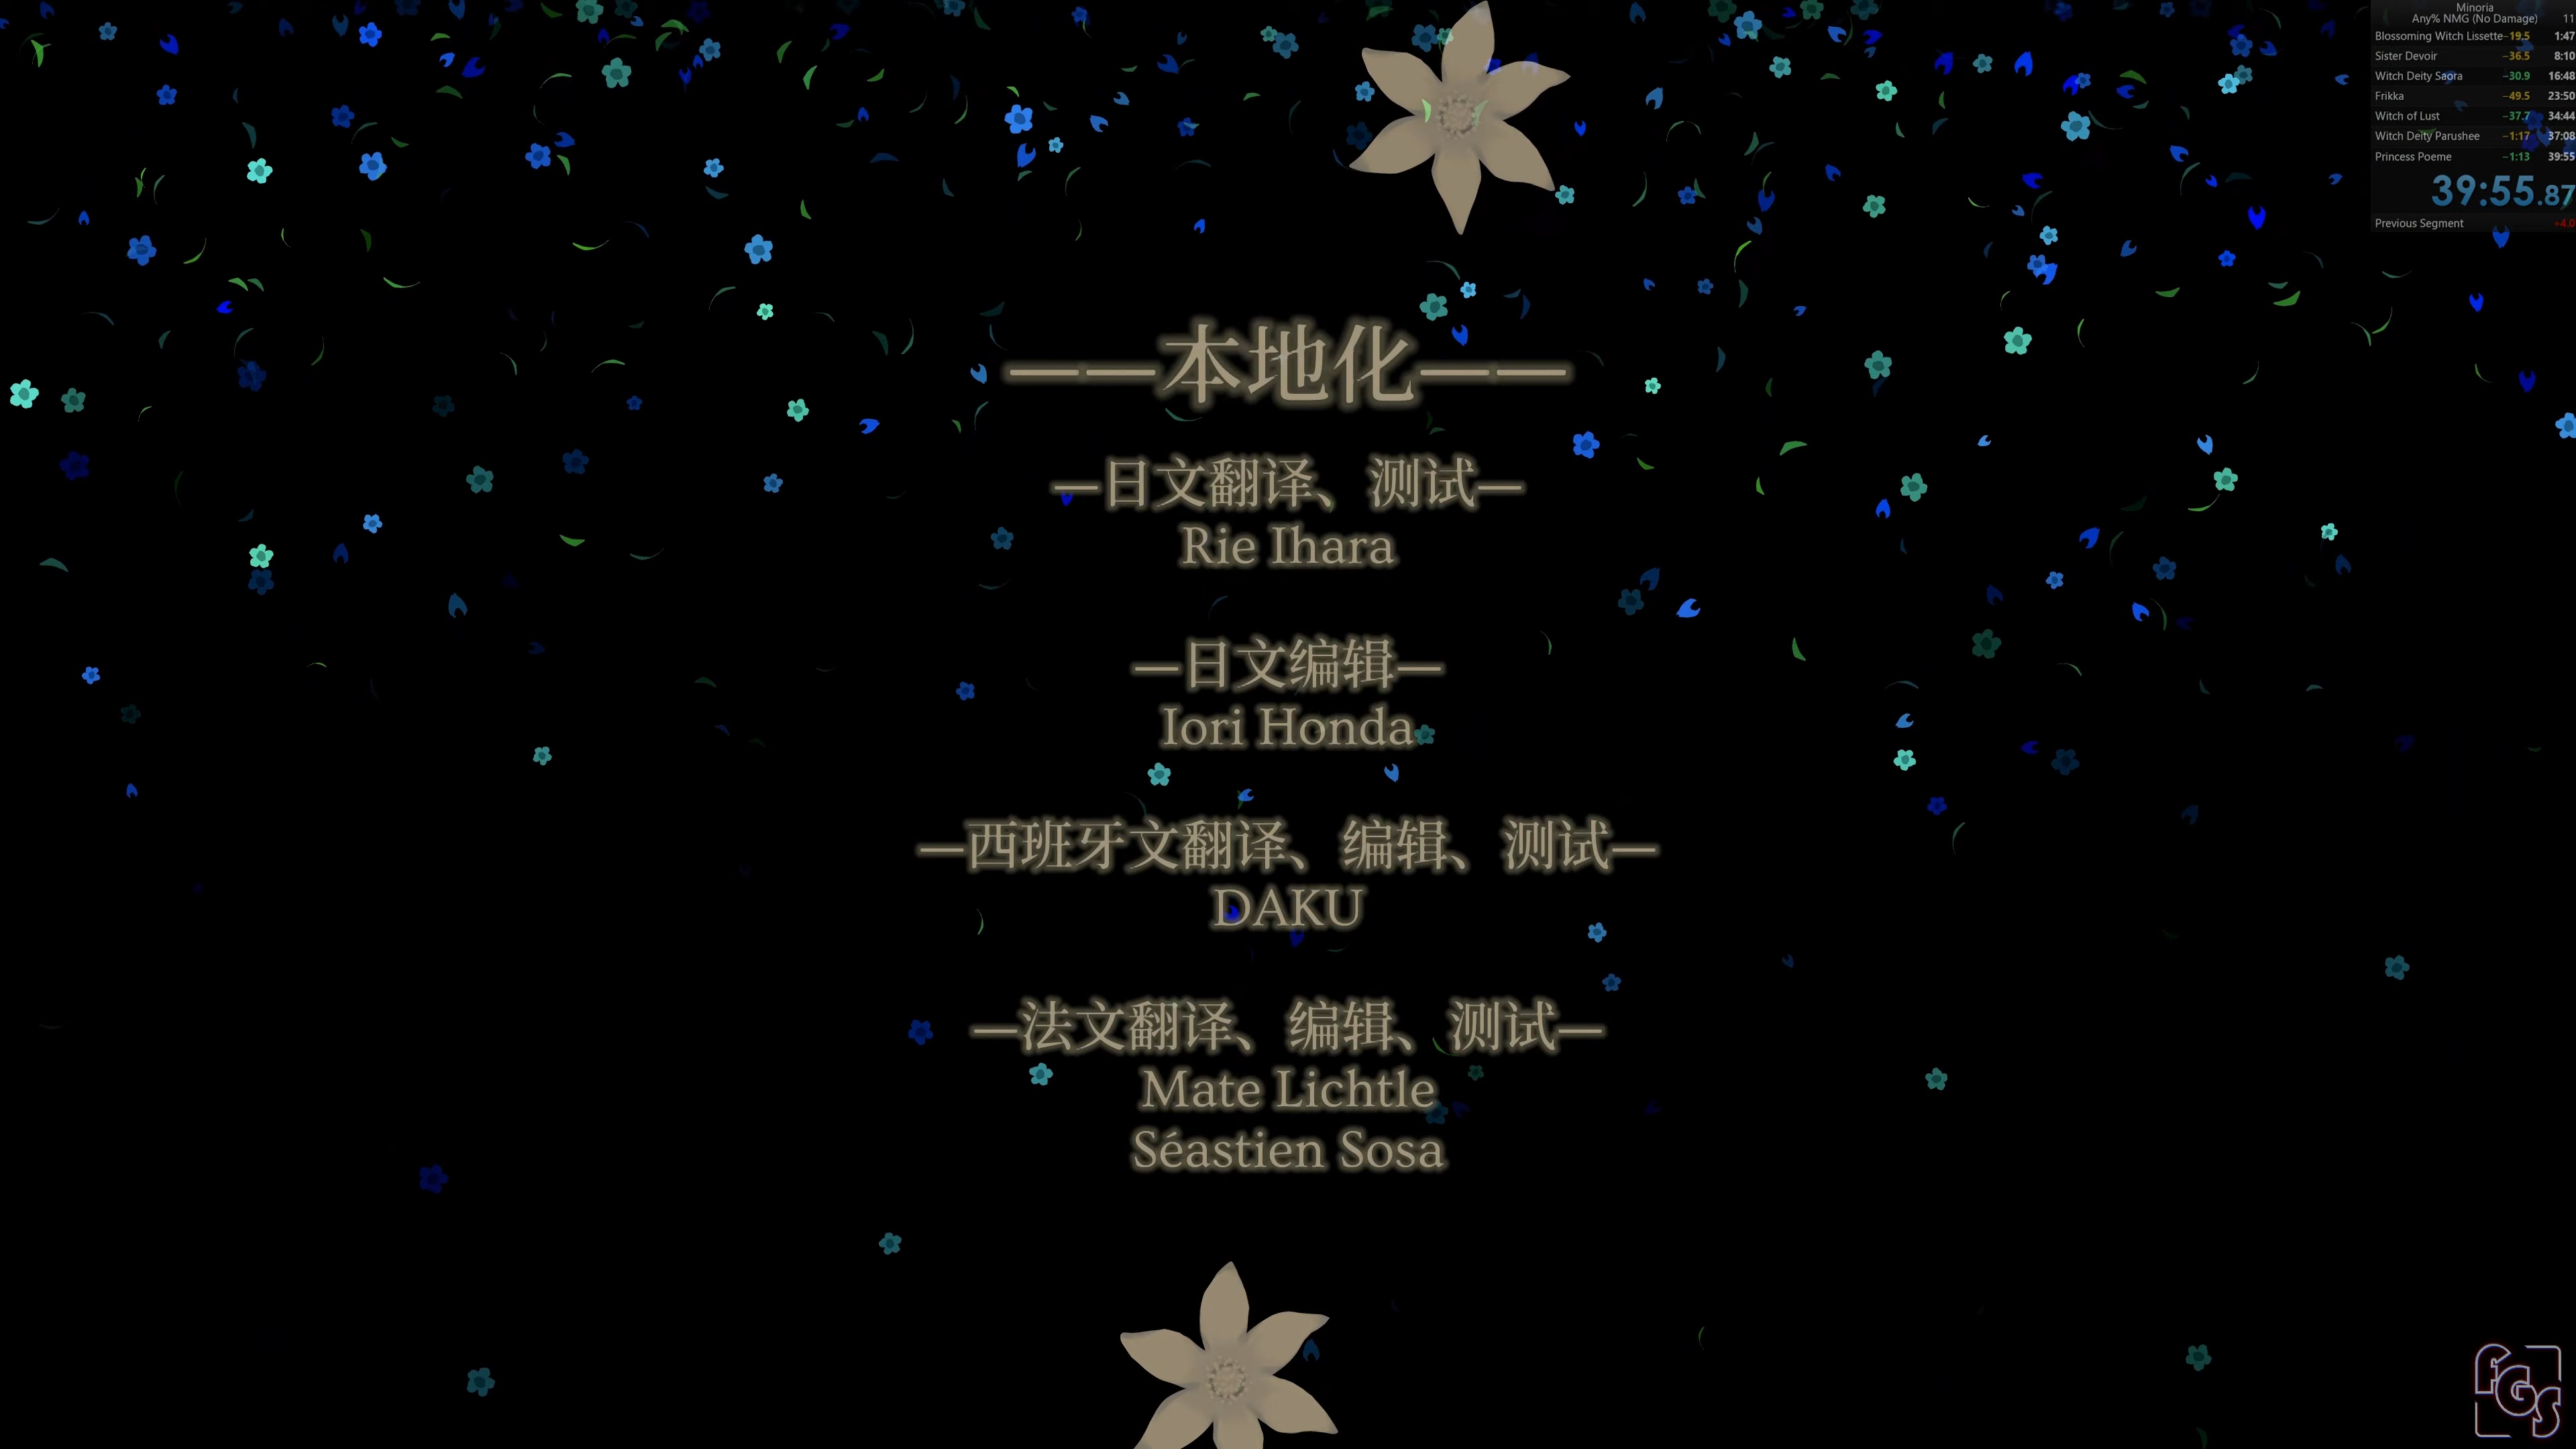 Minoria
Any% NMG (No Damage) 11
Blossoming Witch Lissette −19.5 1:47
Sister Devoir −36.5 8:10
Witch Deity Saora −30.9 16:48
Frikka −49.5 23:50
Witch of Lust −37.7 34:44
Witch Deity Parushee −1:17 37:08
Princess Poeme −1:13 39:55
39:55.87
Previous Segment +4.0
——本地化——
—日文翻译、测试—
Rie Ihara
—日文编辑—
Iori Honda
—西班牙文翻译、编辑、测试—
DAKU
—法文翻译、编辑、测试—
Mate Lichtle
Séastien Sosa
FGS